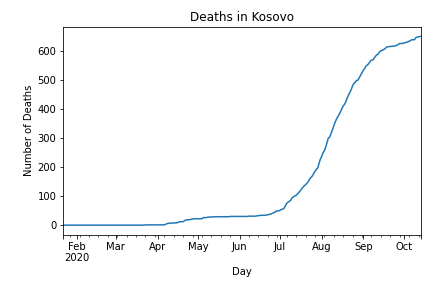 Deaths in Kosovo
Number of Deaths
600
500
400
300
200
100
0
Feb Mar Apr May Jun Jul Aug Sep Oct
2020
Day